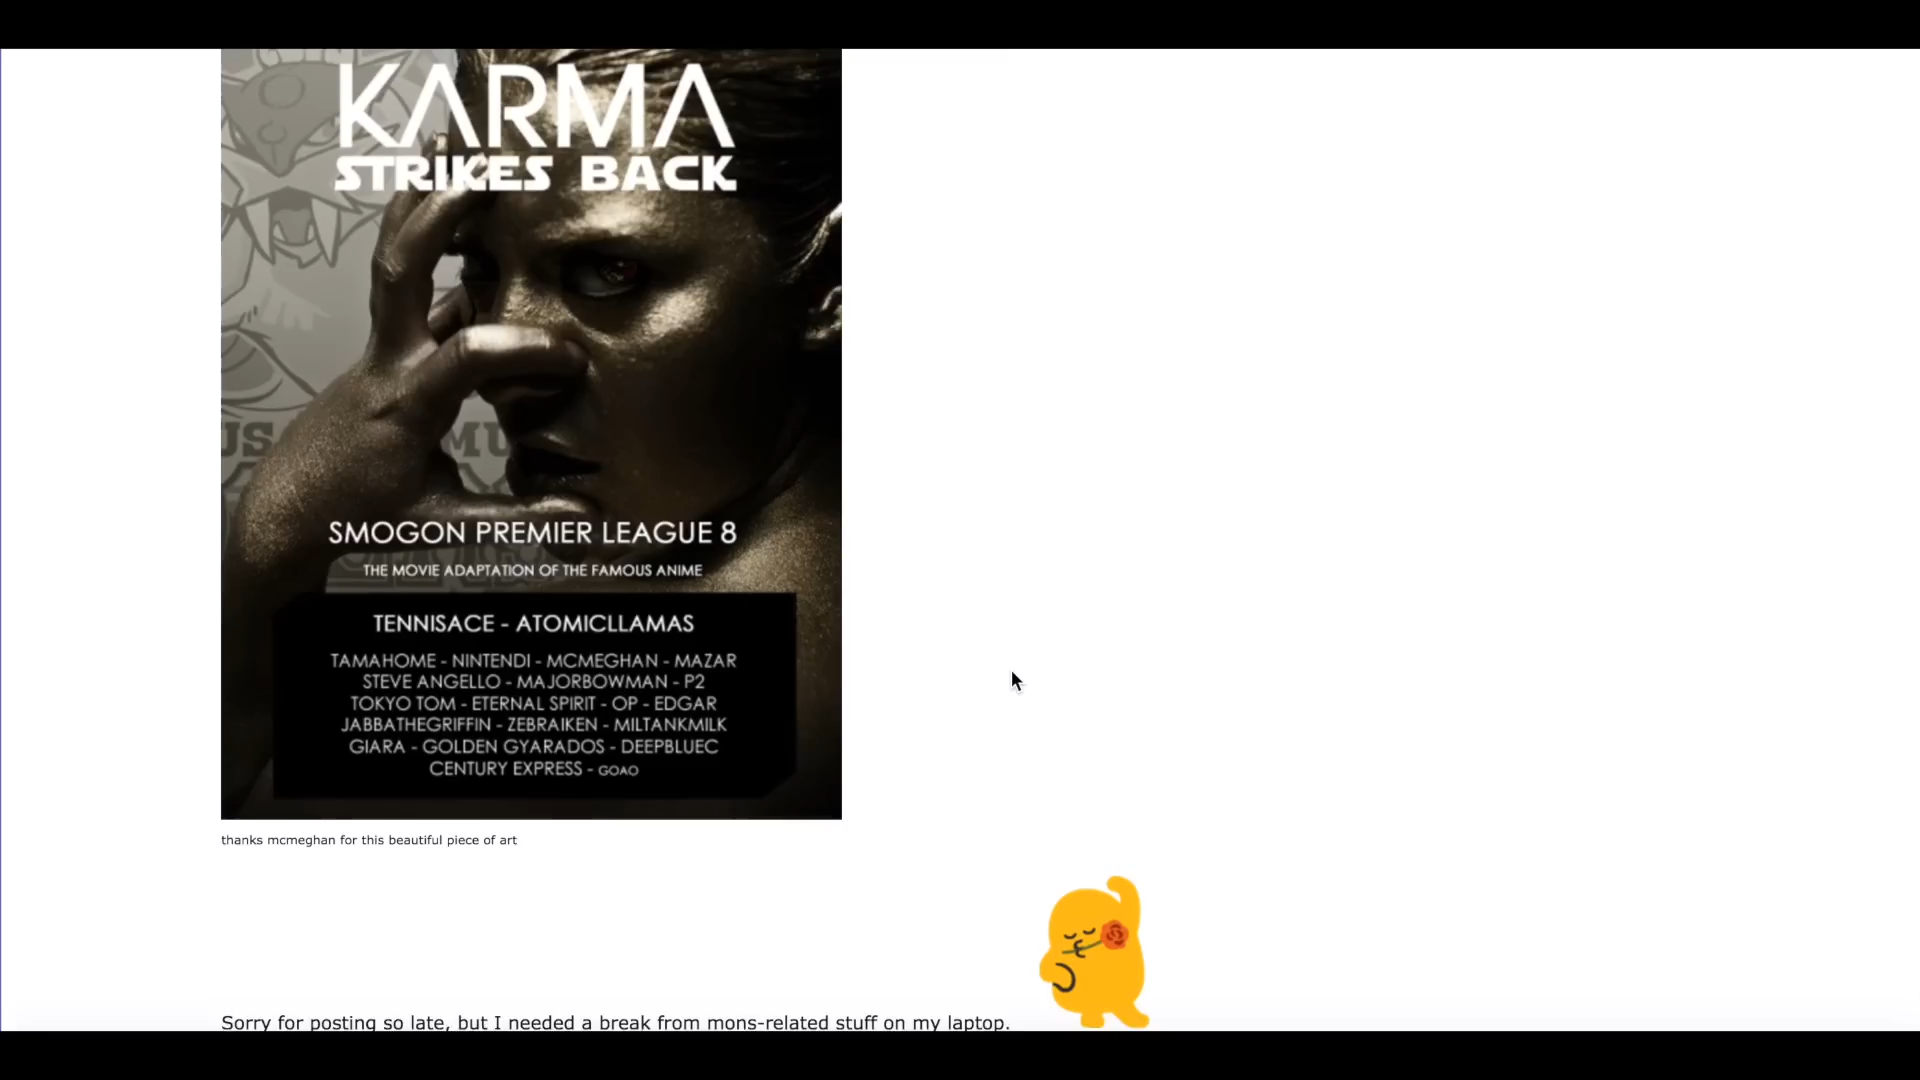 KARMA
STRIKES BACK
US MU
SMOGON PREMIER LEAGUE 8
THE MOVIE ADAPTATION OF THE FAMOUS ANIME
TENNISACE - ATOMICLLAMAS
TAMAHOME - NINTENDI - MCMEGHAN - MAZAR
STEVE ANGELLO - MAJORBOWMAN - P2
TOKYO TOM - ETERNAL SPIRIT - OP - EDGAR
JABBATHEGRIFFIN - ZEBRAIKEN - MILTANKMILK
GIARA - GOLDEN GYARADOS - DEEPBLUEC
CENTURY EXPRESS - GOAO
thanks mcmeghan for this beautiful piece of art
Sorry for posting so late, but I needed a break from mons-related stuff on my laptop.